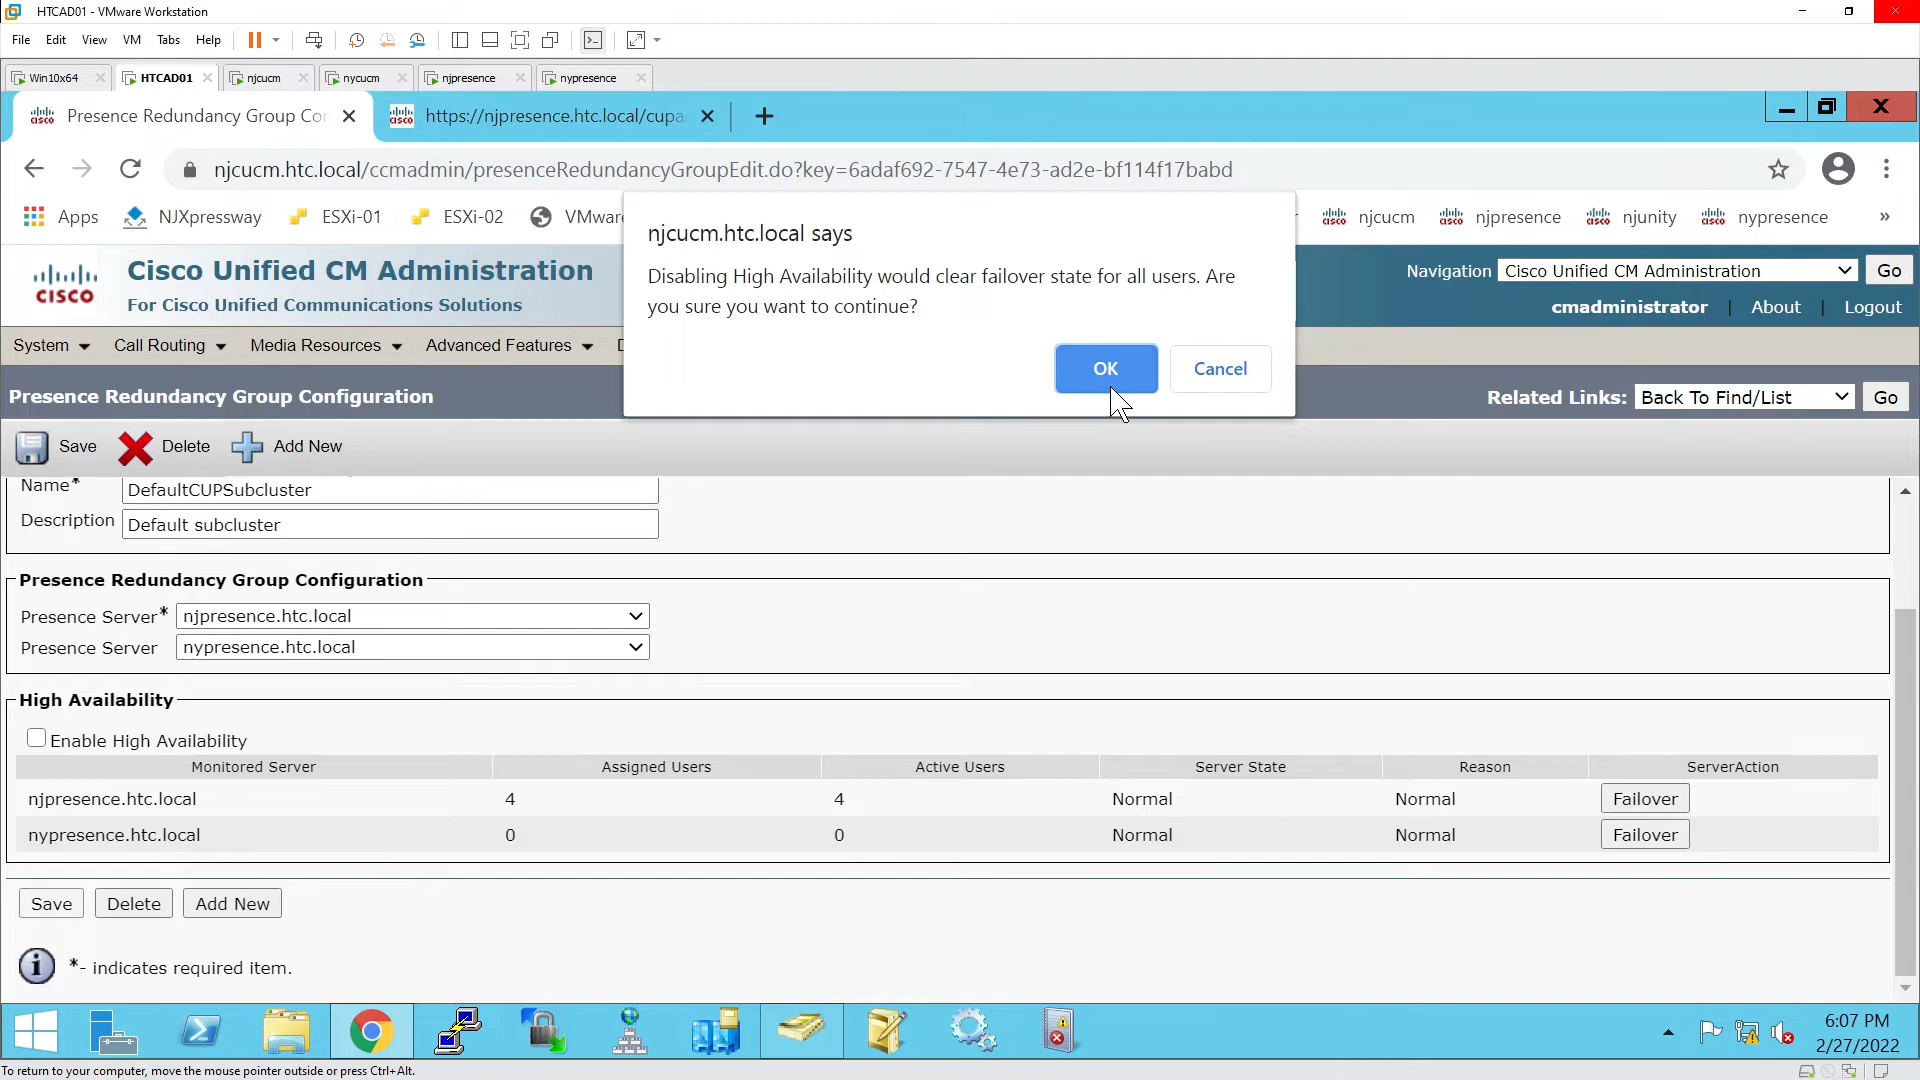 HTCAD01 - VMware Workstation
File Edit View VM Tabs Help
Win10x64 HTCAD01 njcucm nycucm njpresence nypresence
Presence Redundancy Group Cor https://njpresence.htc.local/cupa
njcucm.htc.local/ccmadmin/presenceRedundancyGroupEdit.do?key=6adaf692-7547-4e73-ad2e-bf114f17babd
Apps NJXpressway ESXi-01 ESXi-02 VMware njcucm njpresence njunity nypresence »
njcucm.htc.local says
Disabling High Availability would clear failover state for all users. Are
you sure you want to continue?
OK Cancel
cisco
Cisco Unified CM Administration
For Cisco Unified Communications Solutions
Navigation Cisco Unified CM Administration Go
cmadministrator | About | Logout
System Call Routing Media Resources Advanced Features
Presence Redundancy Group Configuration
Related Links: Back To Find/List Go
Save Delete Add New
Name* DefaultCUPSubcluster
Description Default subcluster
Presence Redundancy Group Configuration
Presence Server* njpresence.htc.local
Presence Server nypresence.htc.local
High Availability
Enable High Availability
Monitored Server Assigned Users Active Users Server State Reason ServerAction
njpresence.htc.local 4 4 Normal Normal Failover
nypresence.htc.local 0 0 Normal Normal Failover
Save Delete Add New
*- indicates required item.
6:07 PM
2/27/2022
To return to your computer, move the mouse pointer outside or press Ctrl+Alt.